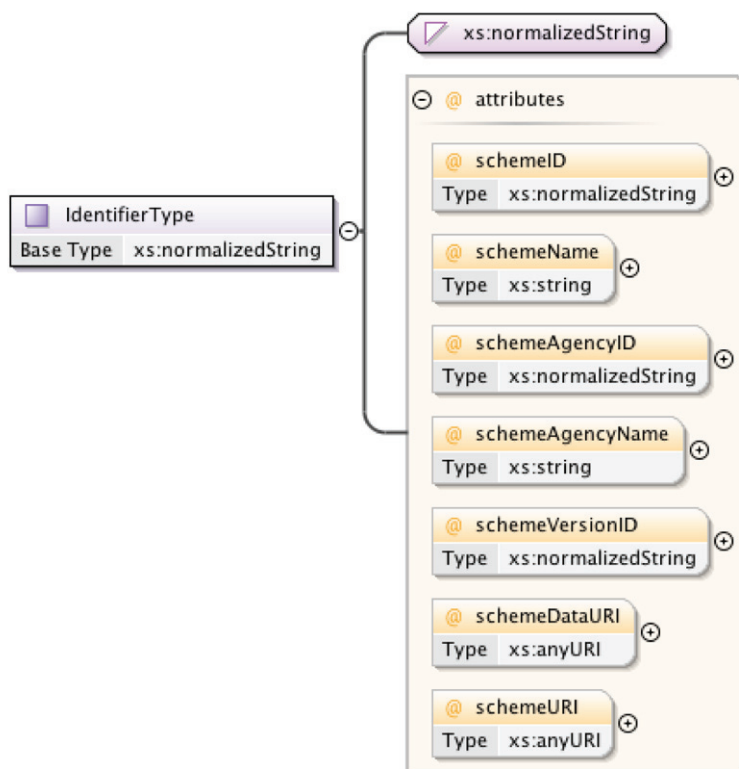 xs:normalizedString
@ attributes
@ schemeID
Type xs:normalizedString
IdentifierType
Base Type xs:normalizedString
@ schemeName
Type xs:string
@ schemeAgencyID
Type xs:normalizedString
@ schemeAgencyName
Type xs:string
@ schemeVersionID
Type xs:normalizedString
@ schemeDataURI
Type xs:anyURI
@ schemeURI
Type xs:anyURI